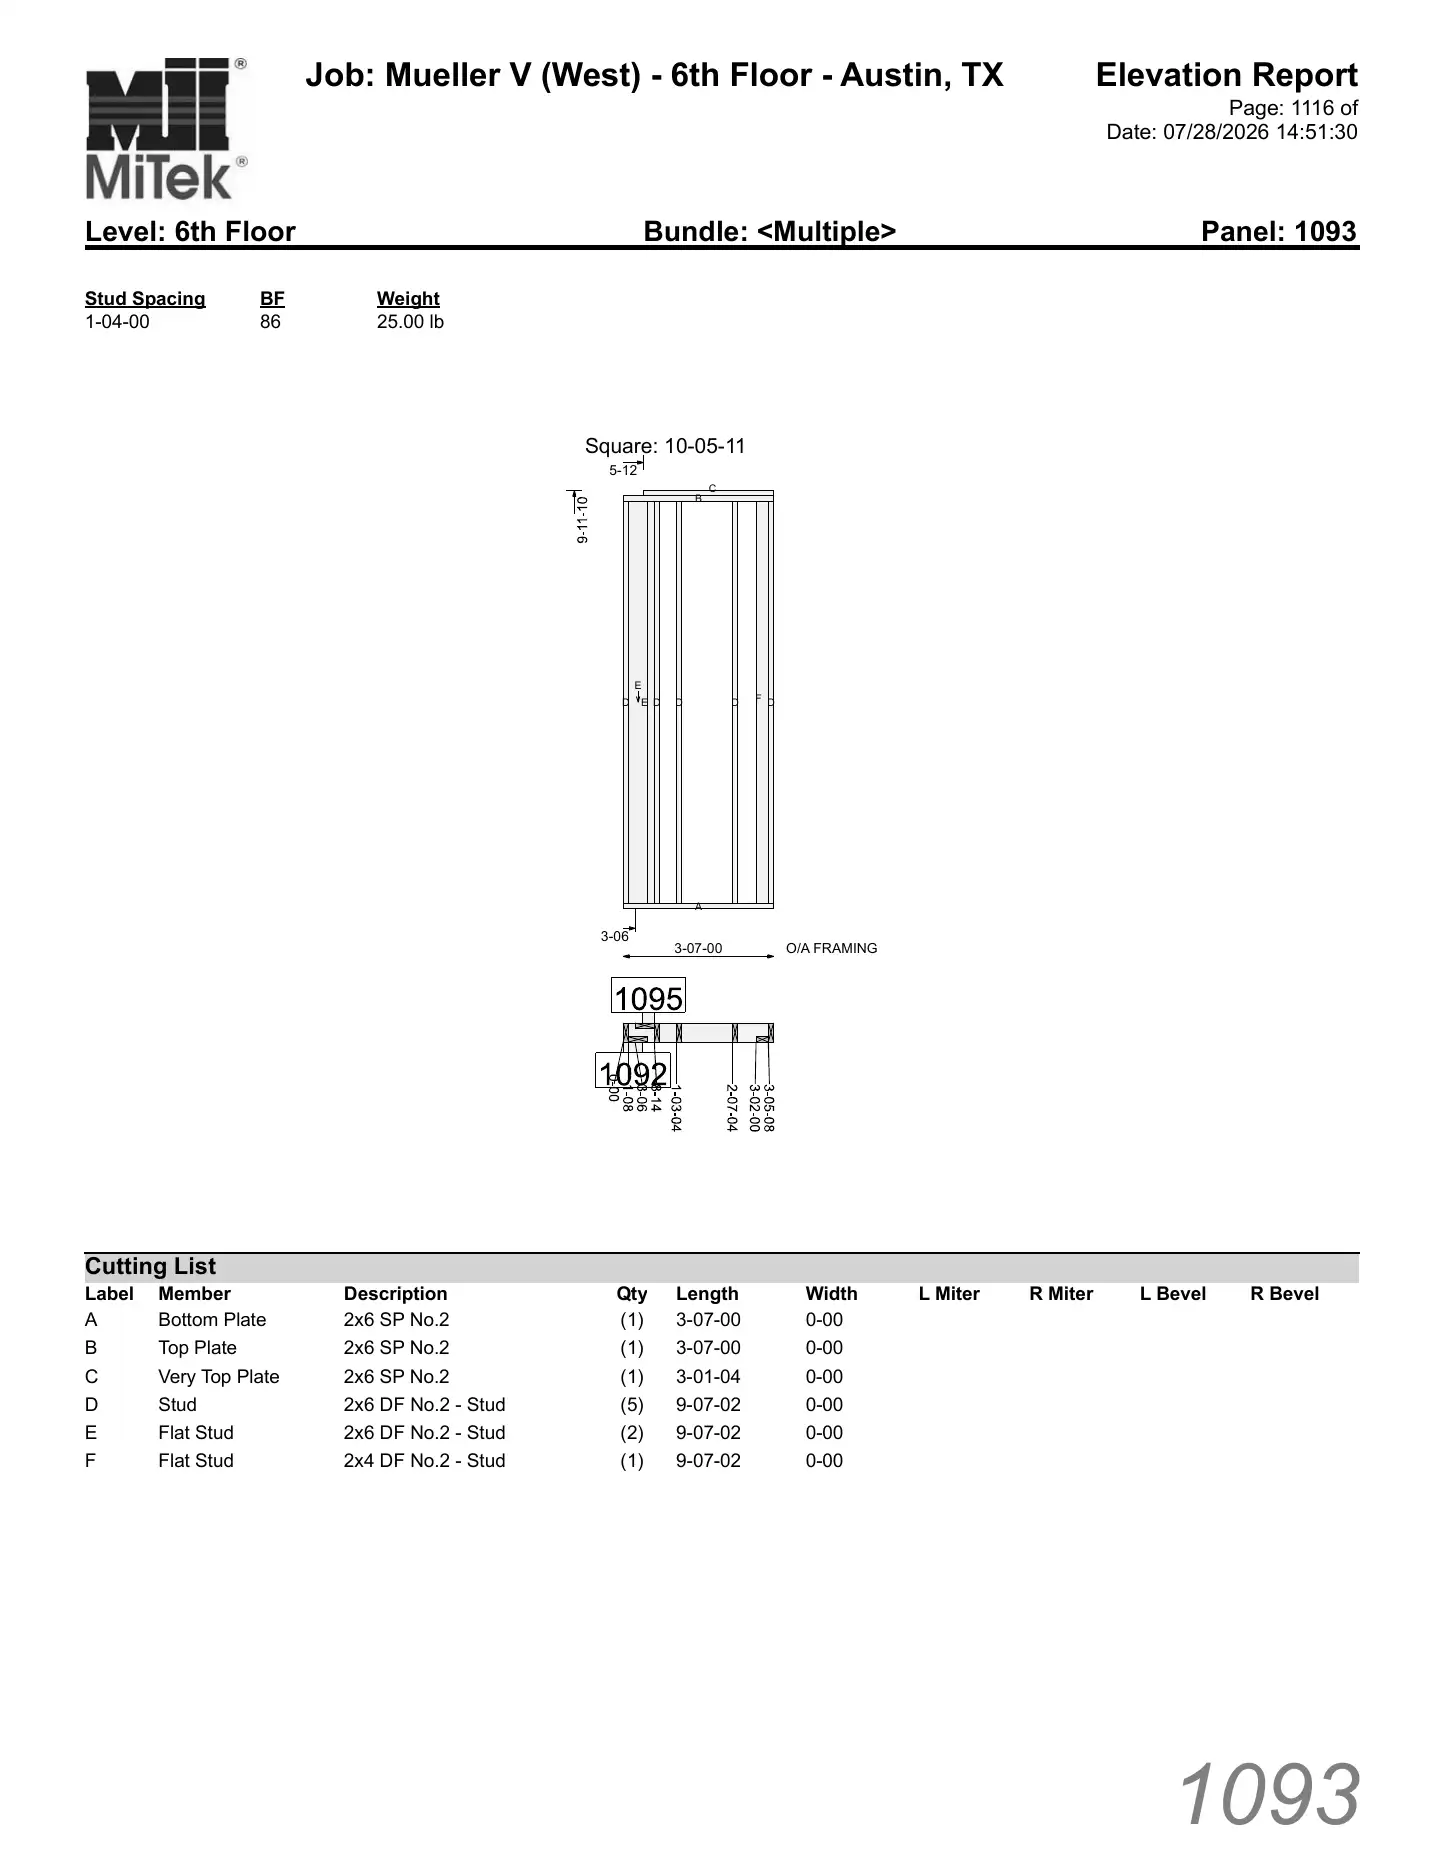 Job: Mueller V (West) - 6th Floor - Austin, TX
Elevation Report
Page: 1116 of
Date: 07/28/2026 14:51:30
MiTek®
Level: 6th Floor Bundle: <Multiple> Panel: 1093
Stud Spacing BF Weight
1-04-00 86 25.00 lb
Square: 10-05-11
5-12
C
B
9-11-10
E
D E D D D F D
A
3-06
3-07-00 O/A FRAMING
1095
1092
0-00 1-08 3-06 8-14 1-03-04 2-07-04 3-02-00 3-05-08
Cutting List
Label Member Description Qty Length Width L Miter R Miter L Bevel R Bevel
A Bottom Plate 2x6 SP No.2 (1) 3-07-00 0-00
B Top Plate 2x6 SP No.2 (1) 3-07-00 0-00
C Very Top Plate 2x6 SP No.2 (1) 3-01-04 0-00
D Stud 2x6 DF No.2 - Stud (5) 9-07-02 0-00
E Flat Stud 2x6 DF No.2 - Stud (2) 9-07-02 0-00
F Flat Stud 2x4 DF No.2 - Stud (1) 9-07-02 0-00
1093